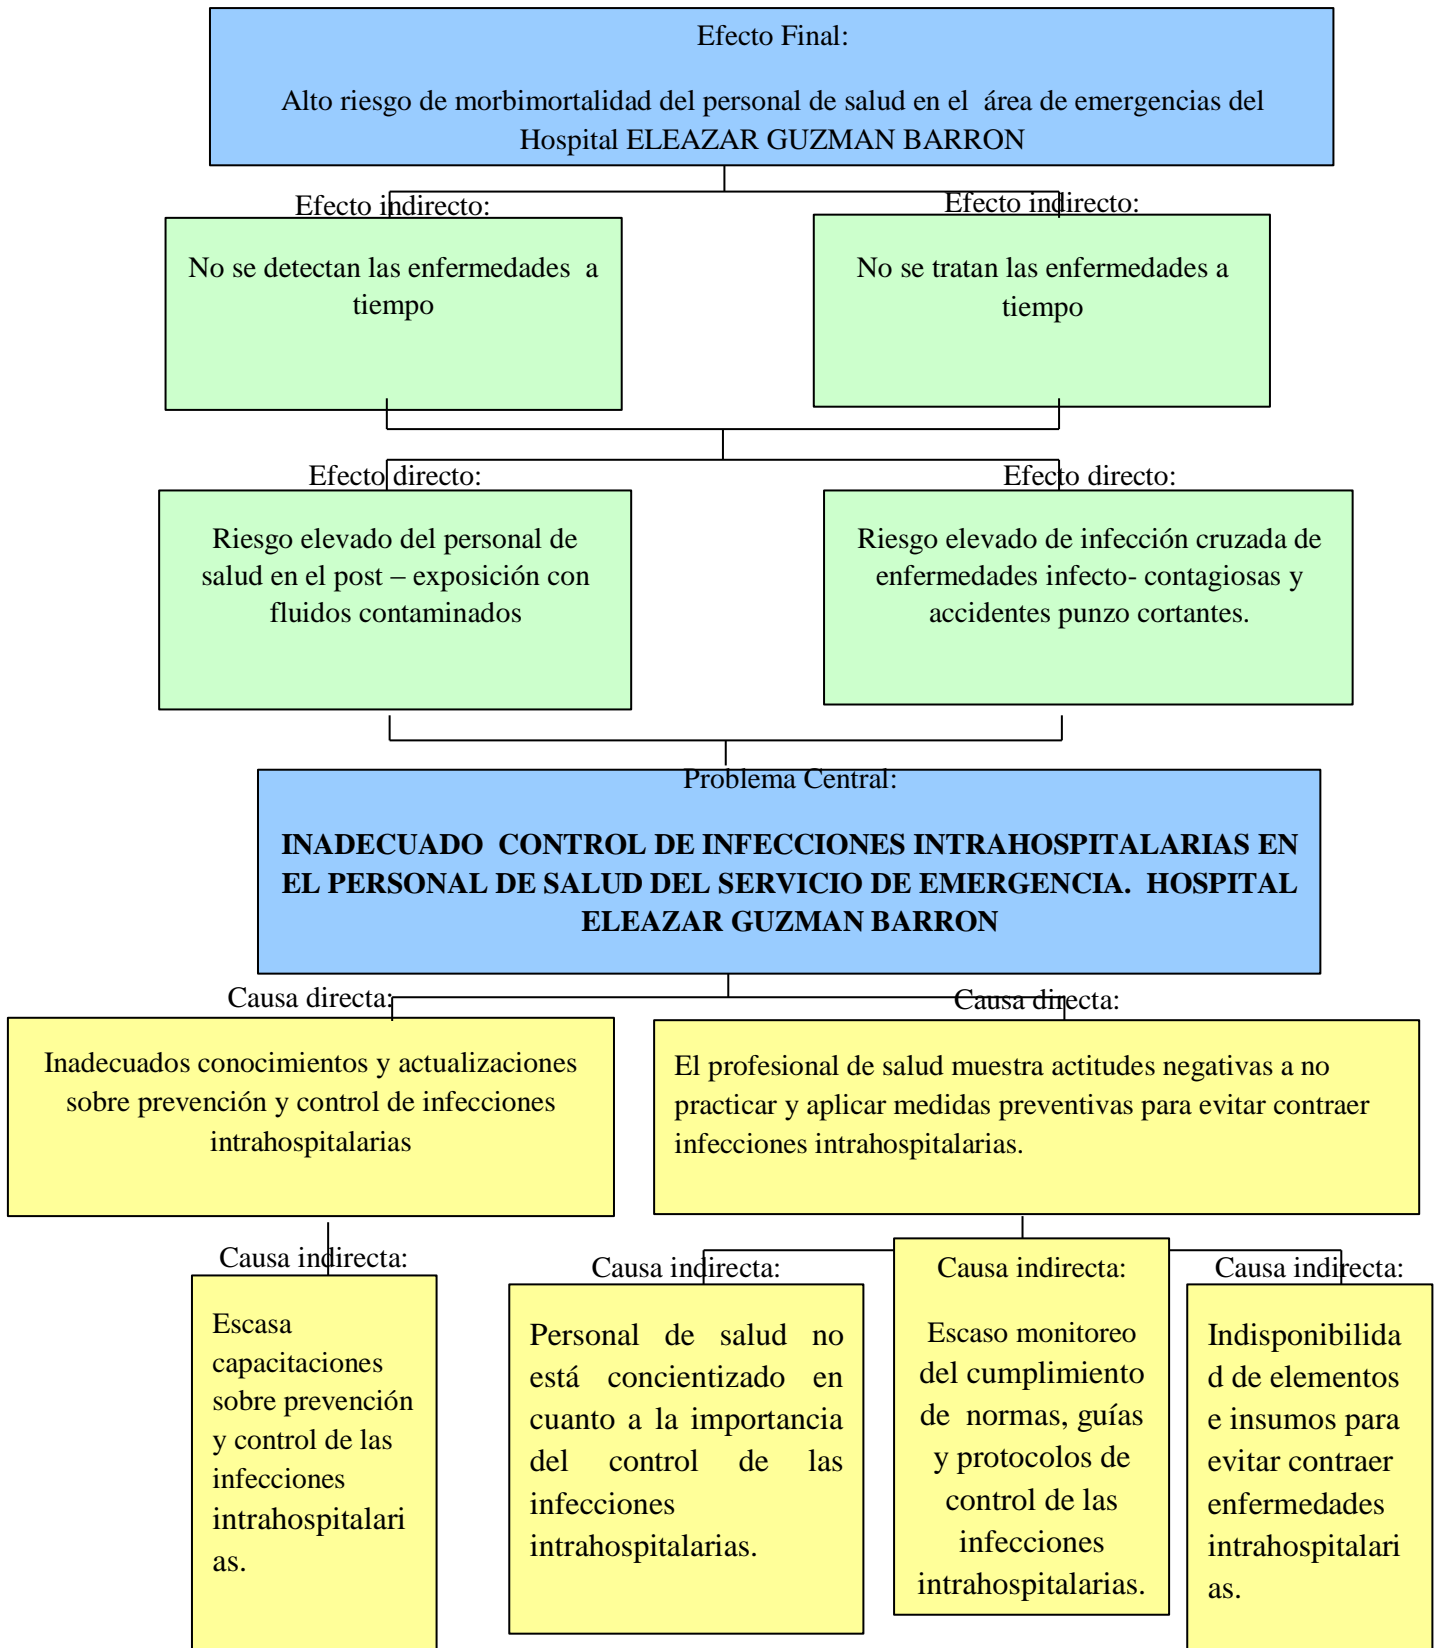 Efecto Final:
Alto riesgo de morbimortalidad del personal de salud en el área de emergencias del
Hospital ELEAZAR GUZMAN BARRON
Efecto indirecto:
No se detectan las enfermedades a
tiempo
Efecto indirecto:
No se tratan las enfermedades a
tiempo
Efecto directo:
Riesgo elevado del personal de
salud en el post – exposición con
fluidos contaminados
Efecto directo:
Riesgo elevado de infección cruzada de
enfermedades infecto- contagiosas y
accidentes punzo cortantes.
Problema Central:
INADECUADO CONTROL DE INFECCIONES INTRAHOSPITALARIAS EN
EL PERSONAL DE SALUD DEL SERVICIO DE EMERGENCIA. HOSPITAL
ELEAZAR GUZMAN BARRON
Causa directa:
Inadecuados conocimientos y actualizaciones
sobre prevención y control de infecciones
intrahospitalarias
Causa directa:
El profesional de salud muestra actitudes negativas a no
practicar y aplicar medidas preventivas para evitar contraer
infecciones intrahospitalarias.
Causa indirecta:
Escasa
capacitaciones
sobre prevención
y control de las
infecciones
intrahospitalari
as.
Causa indirecta:
Personal de salud no
está concientizado en
cuanto a la importancia
del control de las
infecciones
intrahospitalarias.
Causa indirecta:
Escaso monitoreo
del cumplimiento
de normas, guías
y protocolos de
control de las
infecciones
intrahospitalarias.
Causa indirecta:
Indisponibilida
d de elementos
e insumos para
evitar contraer
enfermedades
intrahospitalari
as.